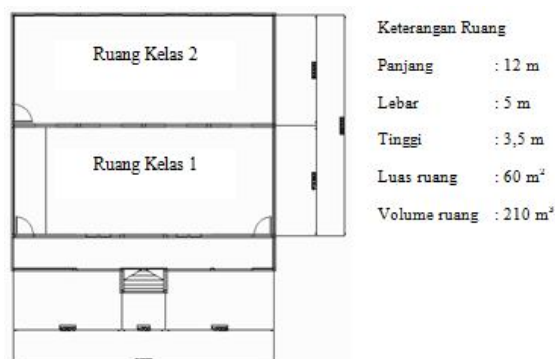 Ruang Kelas 2
Ruang Kelas 1
Keterangan Ruang
Panjang : 12 m
Lebar : 5 m
Tinggi : 3,5 m
Luas ruang : 60 m²
Volume ruang : 210 m³